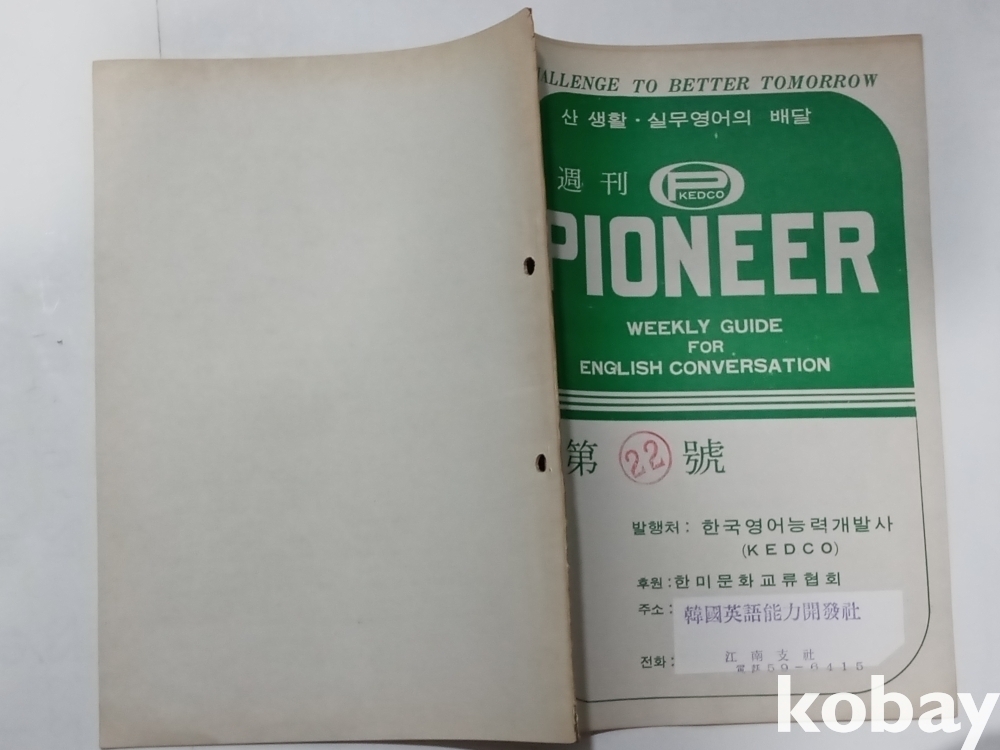 HALLENGE TO BETTER TOMORROW
산 생활·실무영어의 배달
週刊
P
KEDCO
PIONEER
WEEKLY GUIDE
FOR
ENGLISH CONVERSATION
第 22 號
발행처: 한국영어능력개발사
(KEDCO)
후원:한미문화교류협회
주소: 韓國英語能力開發社
江南支社
전화: 電話 59-6415
kobay